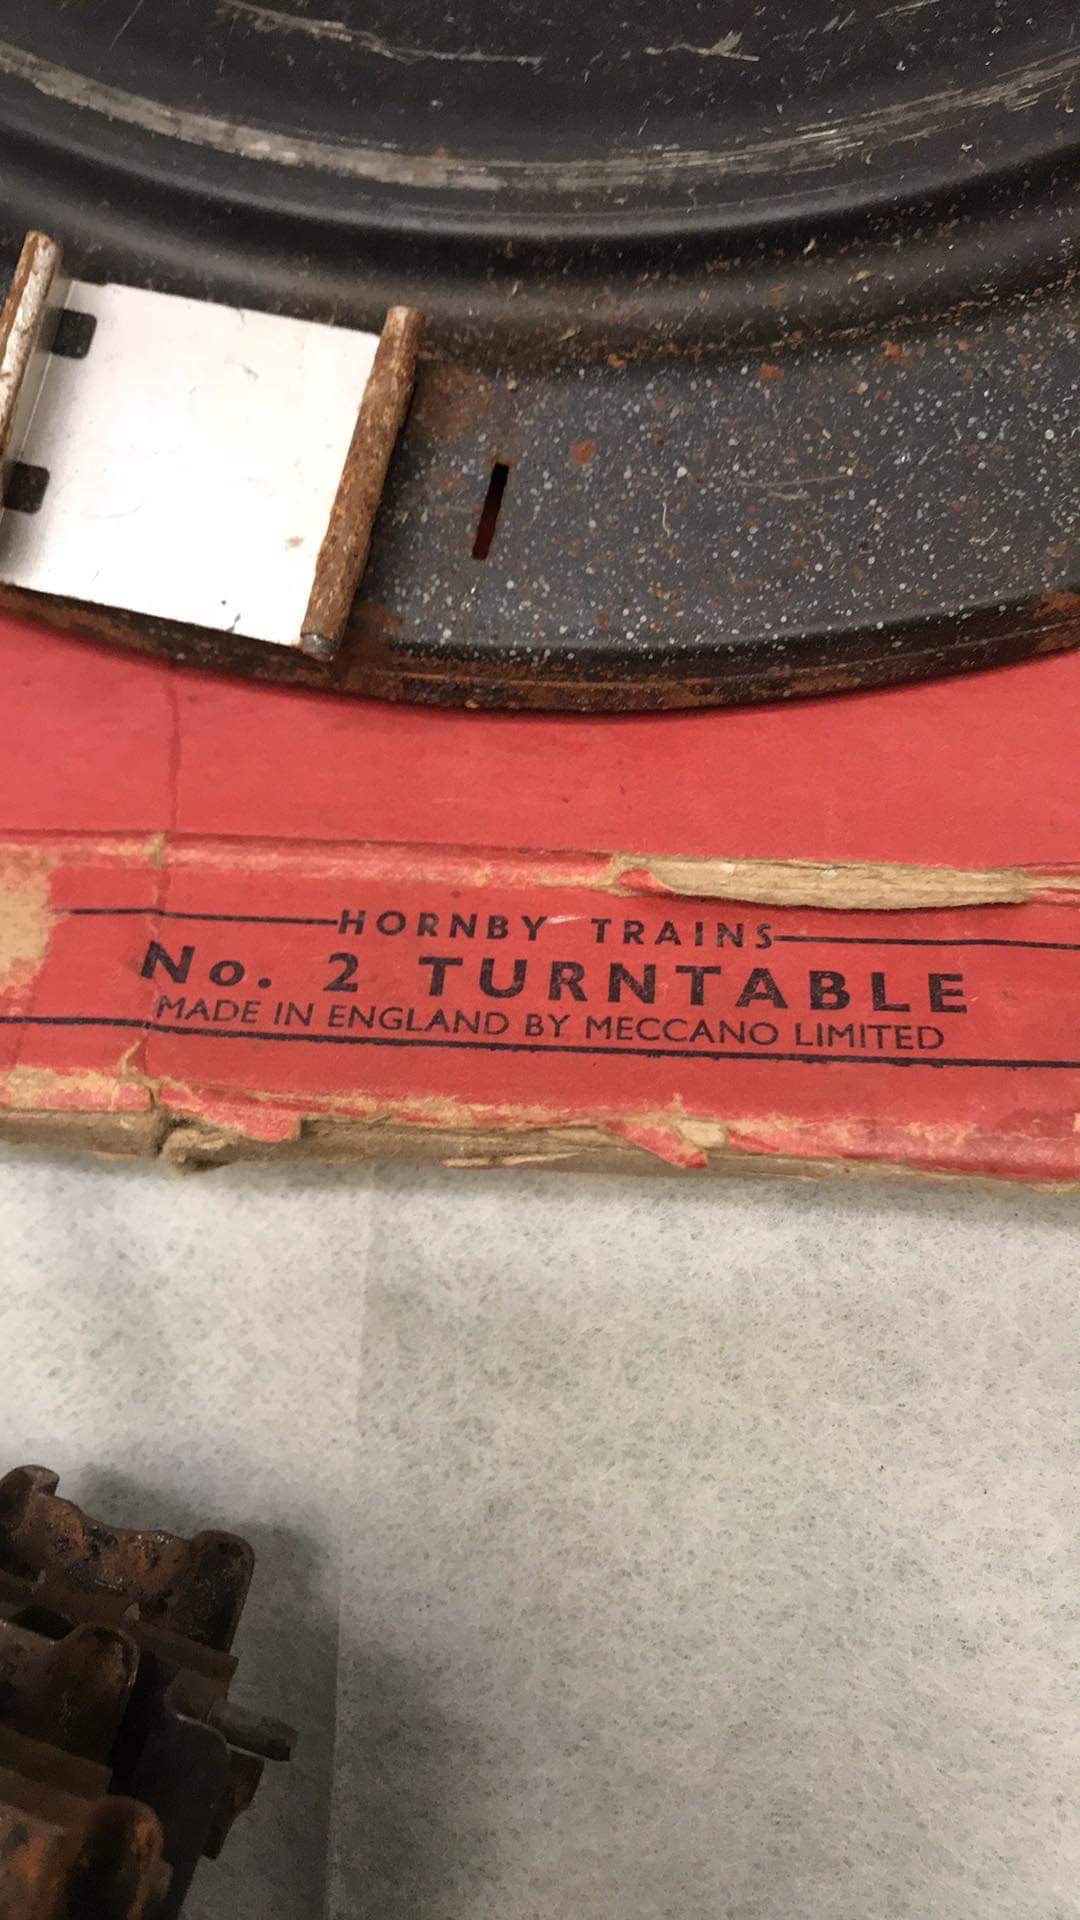 HORNBY TRAINS
No. 2 TURNTABLE
MADE IN ENGLAND BY MECCANO LIMITED